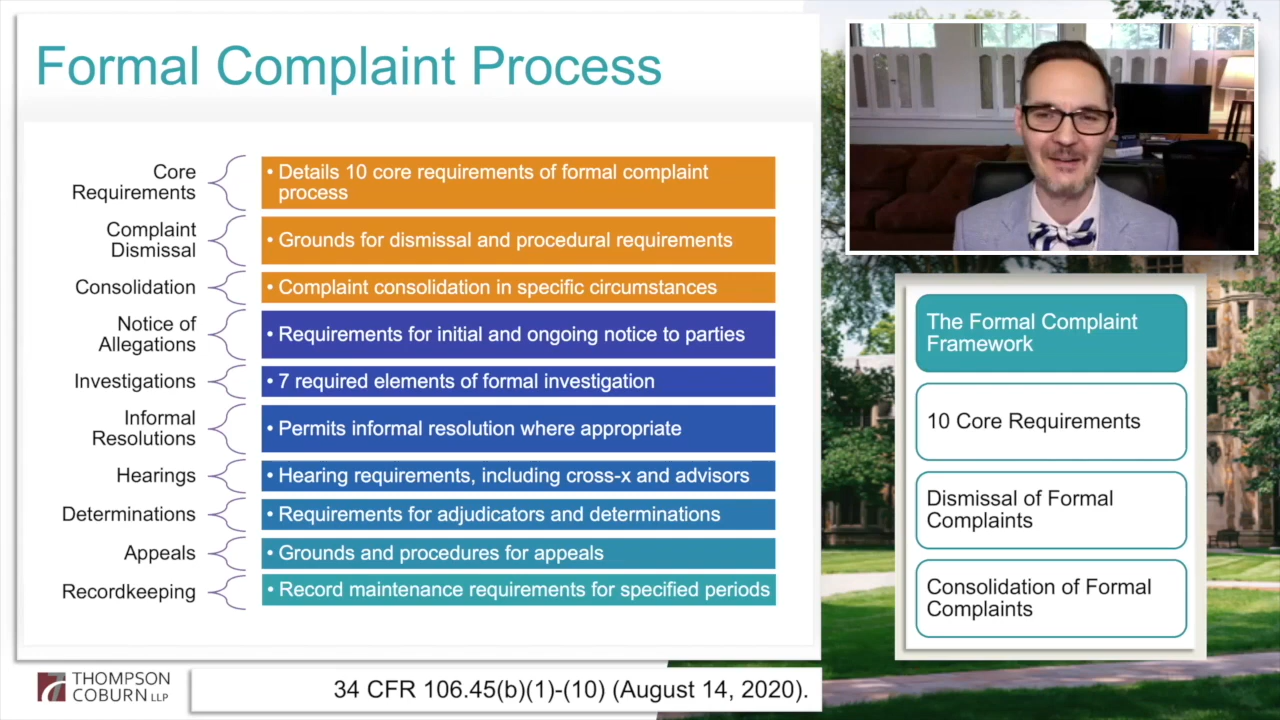 Formal Complaint Process
Core
Requirements
• Details 10 core requirements of formal complaint
process
Complaint
Dismissal
• Grounds for dismissal and procedural requirements
Consolidation
• Complaint consolidation in specific circumstances
Notice of
Allegations
• Requirements for initial and ongoing notice to parties
Investigations
• 7 required elements of formal investigation
Informal
Resolutions
• Permits informal resolution where appropriate
Hearings
• Hearing requirements, including cross-x and advisors
Determinations
• Requirements for adjudicators and determinations
Appeals
• Grounds and procedures for appeals
Recordkeeping
• Record maintenance requirements for specified periods
The Formal Complaint
Framework
10 Core Requirements
Dismissal of Formal
Complaints
Consolidation of Formal
Complaints
THOMPSON
COBURN LLP
34 CFR 106.45(b)(1)-(10) (August 14, 2020).